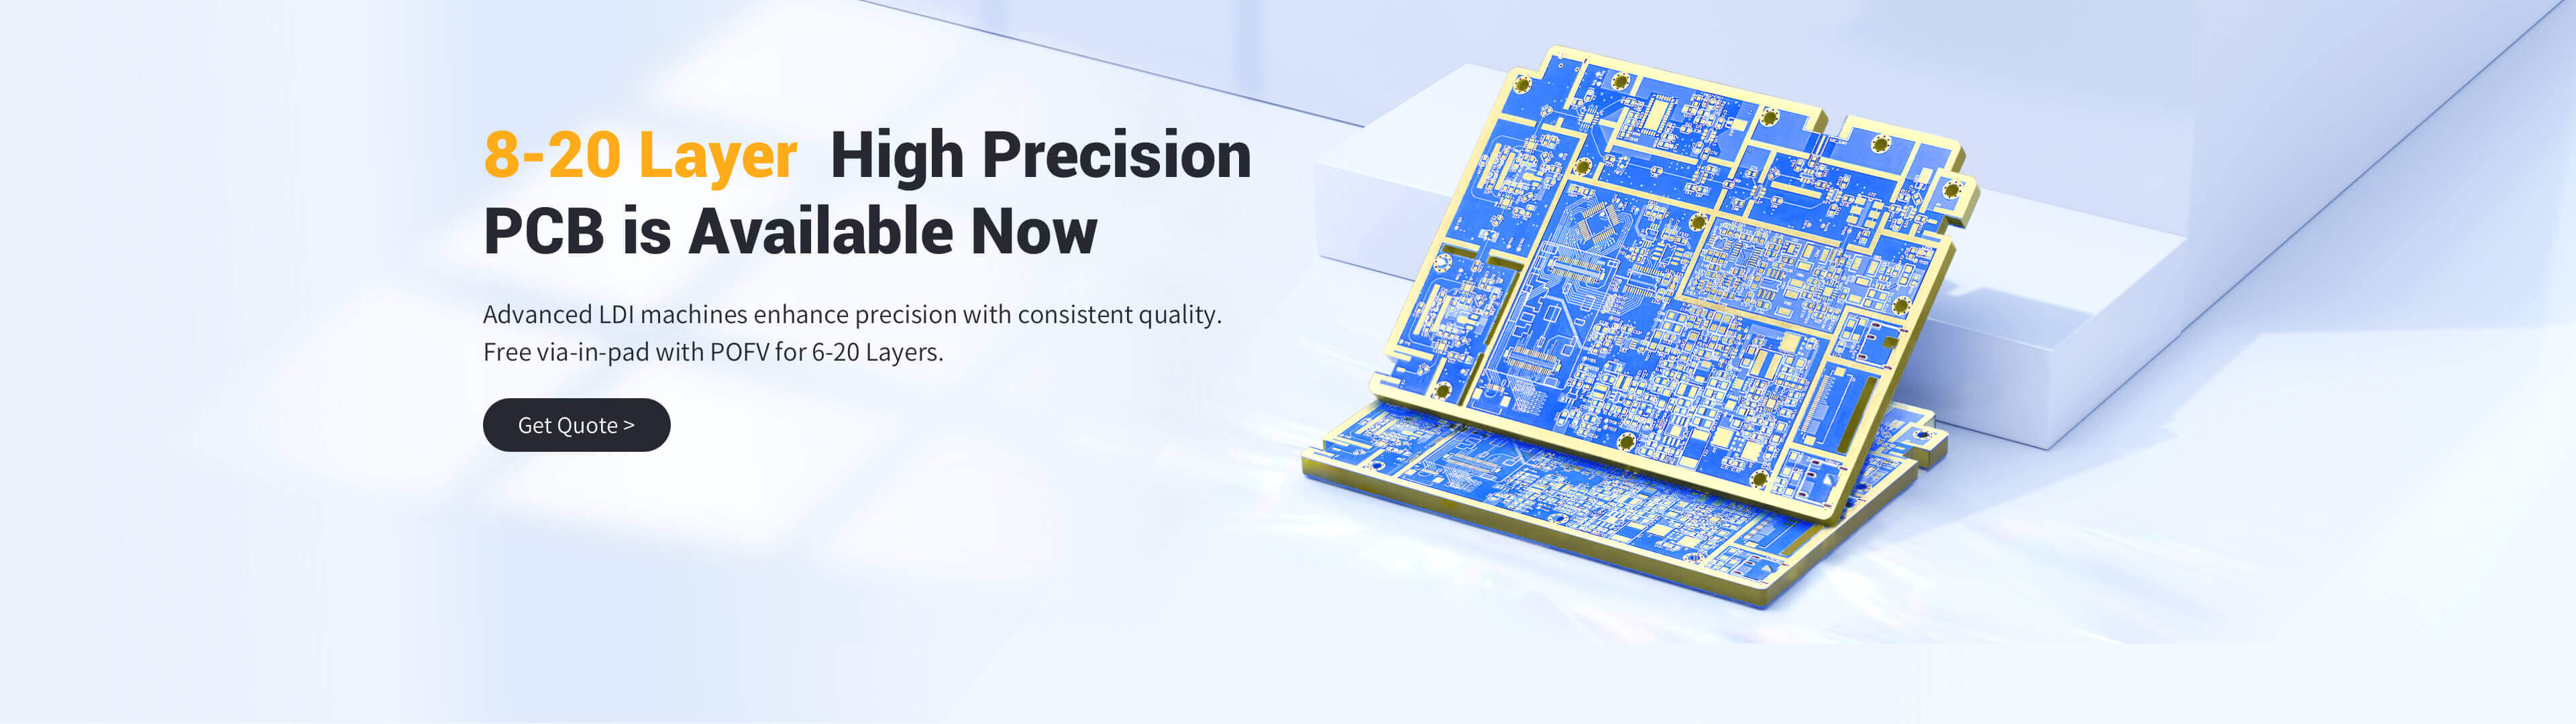 8-20 Layer High Precision
PCB is Available Now
Advanced LDI machines enhance precision with consistent quality.
Free via-in-pad with POFV for 6-20 Layers.
Get Quote >